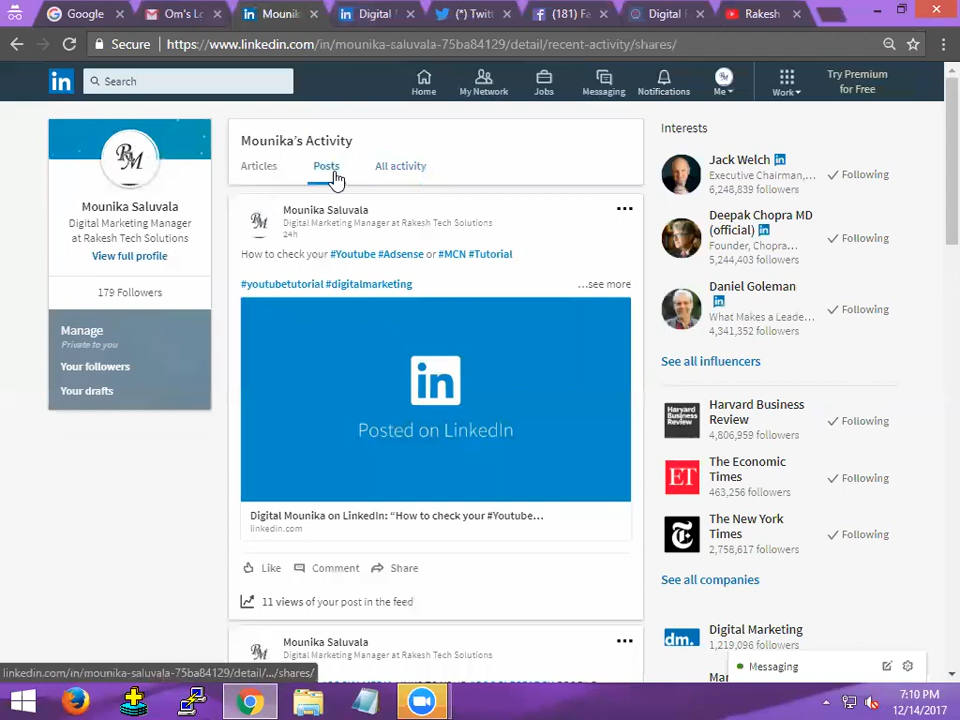 Google
Om's Lo
Mounik
Digital
(*) Twitt
(181) Fa
Digital
Rakesh
Secure
https://www.linkedin.com/in/mounika-saluvala-75ba84129/detail/recent-activity/shares/
in
Search
Home
My Network
Jobs
Messaging
Notifications
Me
Work
Try Premium
for Free
RM
Mounika Saluvala
Digital Marketing Manager
at Rakesh Tech Solutions
View full profile
179 Followers
Manage
Private to you
Your followers
Your drafts
Mounika's Activity
Articles
Posts
All activity
Mounika Saluvala
Digital Marketing Manager at Rakesh Tech Solutions
24h
How to check your #Youtube #Adsense or #MCN #Tutorial
#youtubetutorial #digitalmarketing
...see more
in
Posted on LinkedIn
Digital Mounika on LinkedIn: "How to check your #Youtube...
linkedin.com
Like
Comment
Share
11 views of your post in the feed
Mounika Saluvala
Digital Marketing Manager at Rakesh Tech Solutions
Interests
Jack Welch in
Executive Chairman,...
6,248,839 followers
Following
Deepak Chopra MD
(official) in
Founder, Chopra...
5,244,403 followers
Following
Daniel Goleman
in
What Makes a Leade...
4,341,352 followers
Following
See all influencers
Harvard Business
Review
4,806,959 followers
Following
The Economic
Times
463,256 followers
Following
ET
The New York
Times
2,758,617 followers
Following
See all companies
dm.
Digital Marketing
1,219,096 followers
Messaging
linkedin.com/in/mounika-saluvala-75ba84129/detail/.../shares/
7:10 PM
12/14/2017